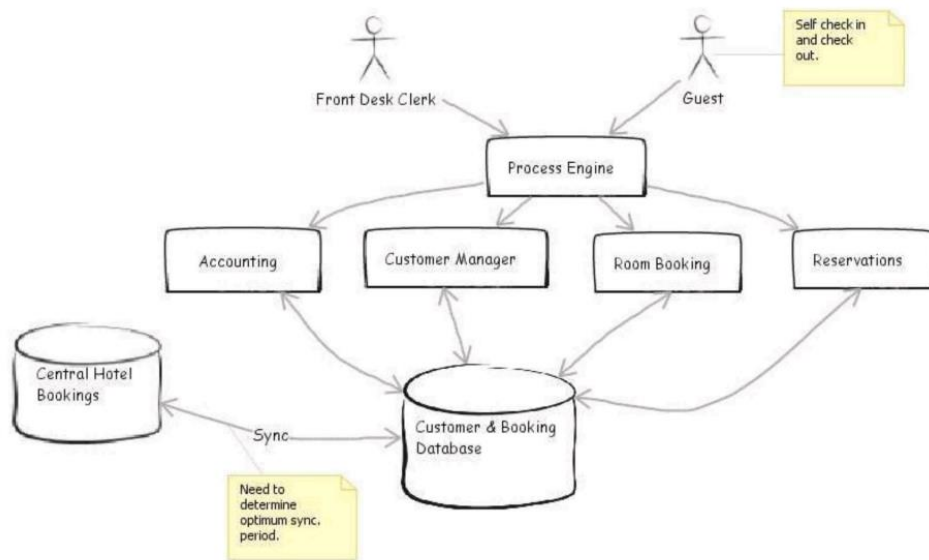 Self check in
and check
out.
Front Desk Clerk
Guest
Process Engine
Accounting
Customer Manager
Room Booking
Reservations
Central Hotel
Bookings
Customer & Booking
Database
Sync
Need to
determine
optimum sync.
period.